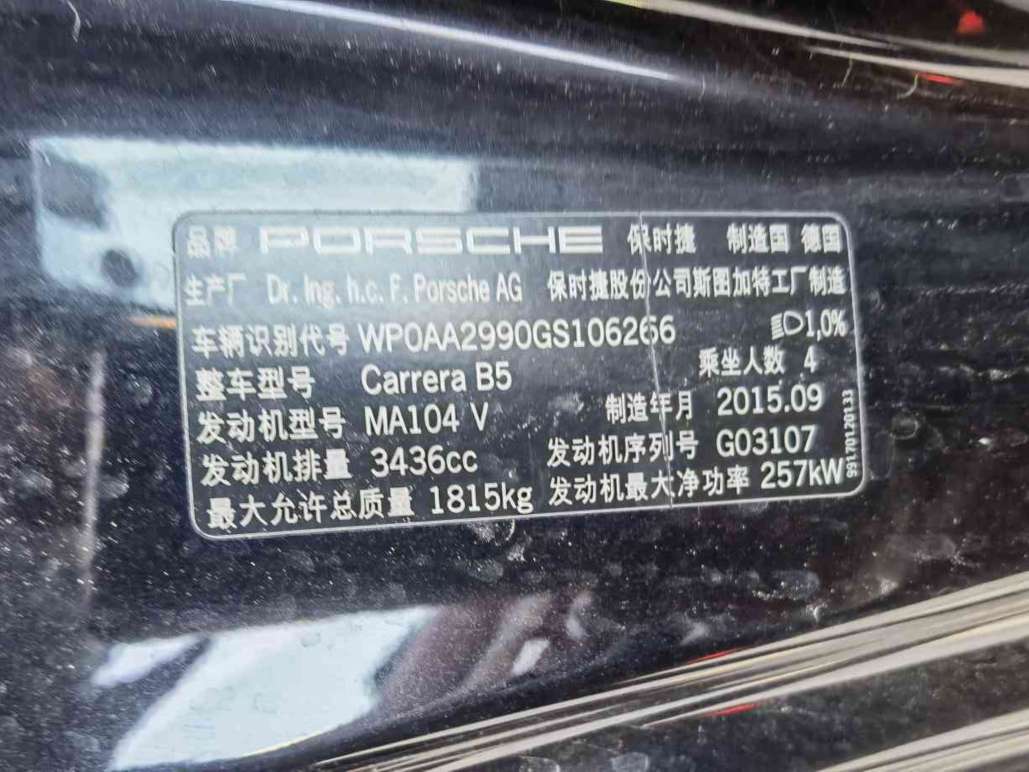 品牌 PORSCHE 保时捷 制造国 德国
生产厂 Dr. Ing. h.c. F. Porsche AG 保时捷股份公司斯图加特工厂制造
车辆识别代号 WP0AA2990GS106266 1,0%
整车型号 Carrera B5 乘坐人数 4
发动机型号 MA104 V 制造年月 2015.09
发动机排量 3436cc 发动机序列号 G03107
最大允许总质量 1815kg 发动机最大净功率 257kW
99170120133